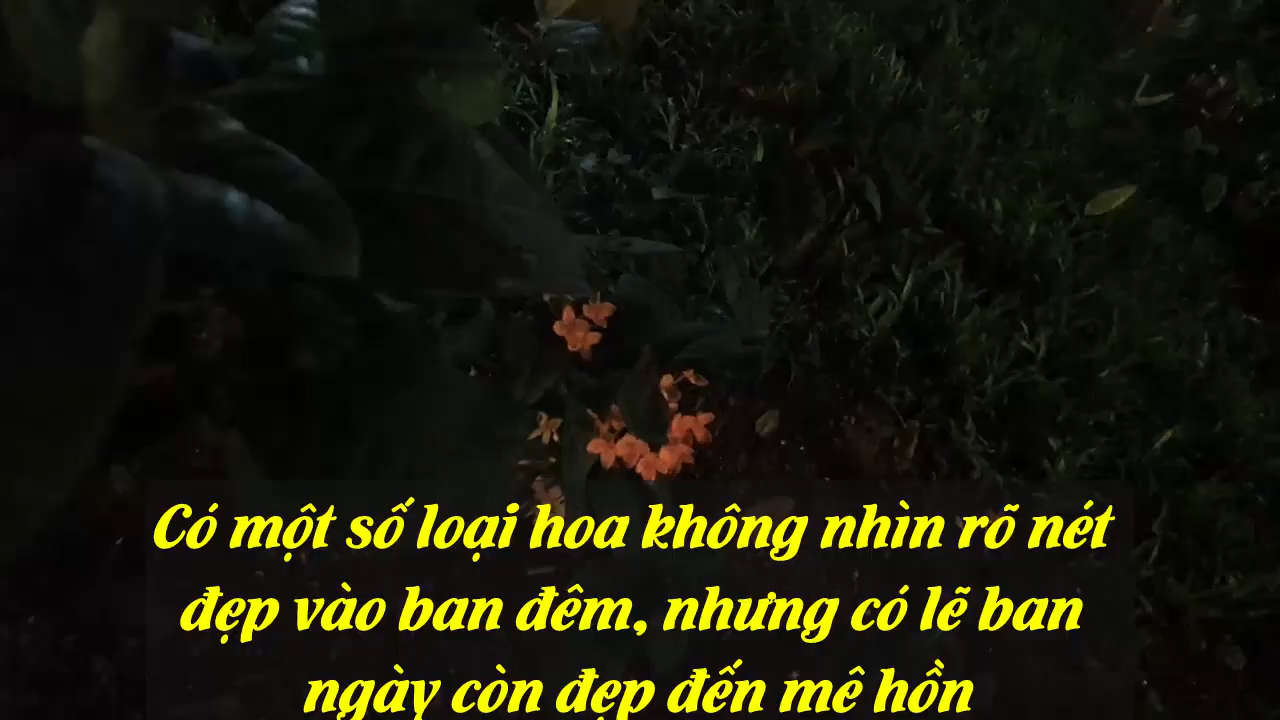 Có một số loại hoa không nhìn rõ nét
đẹp vào ban đêm, nhưng có lẽ ban
ngày còn đẹp đến mê hồn